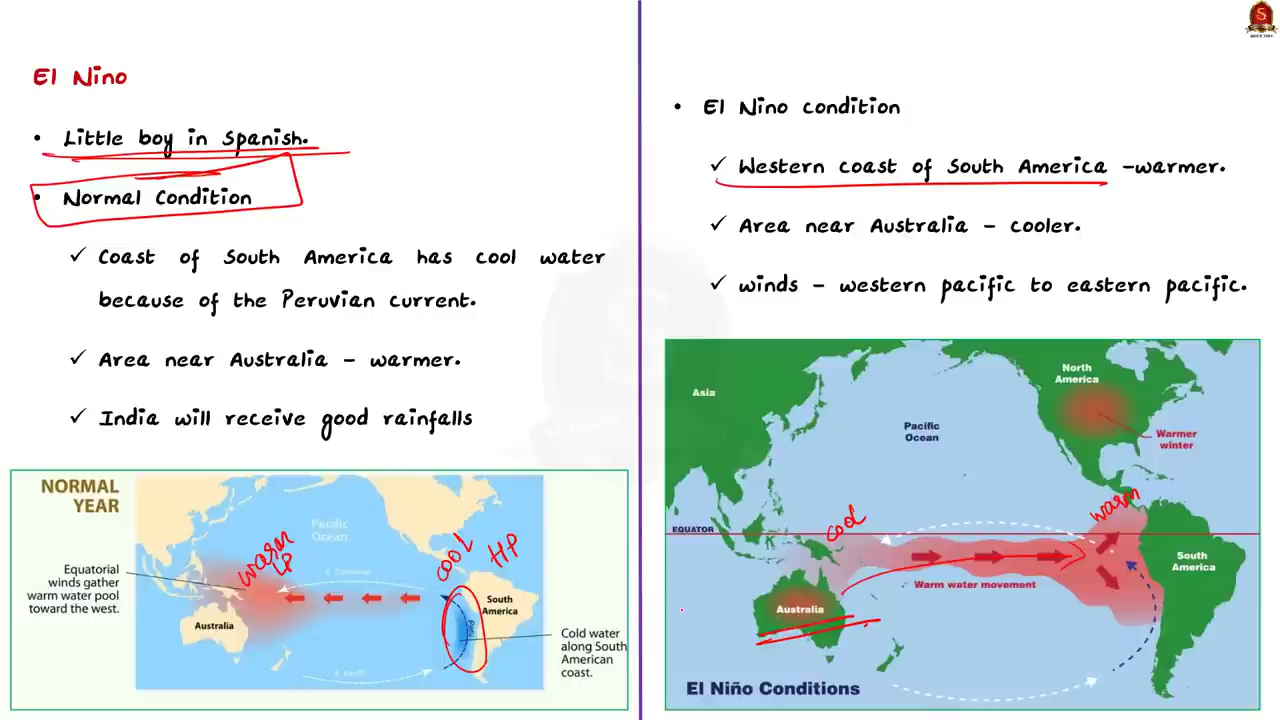 El Nino
• Little boy in Spanish.
• Normal Condition
✓ Coast of South America has cool water
because of the Peruvian current.
✓ Area near Australia - warmer.
✓ India will receive good rainfalls
NORMAL
YEAR
Pacific
Ocean
Equatorial
winds gather
warm water pool
toward the west.
warm
LP
cool
HP
Australia
South
America
Peru
Cold water
along South
American
coast.
• El Nino condition
✓ Western coast of South America -warmer.
✓ Area near Australia - cooler.
✓ winds - western pacific to eastern pacific.
Asia
North
America
Pacific
Ocean
Warmer
winter
EQUATOR
cool
warm
Warm water movement
South
America
Australia
El Niño Conditions
S